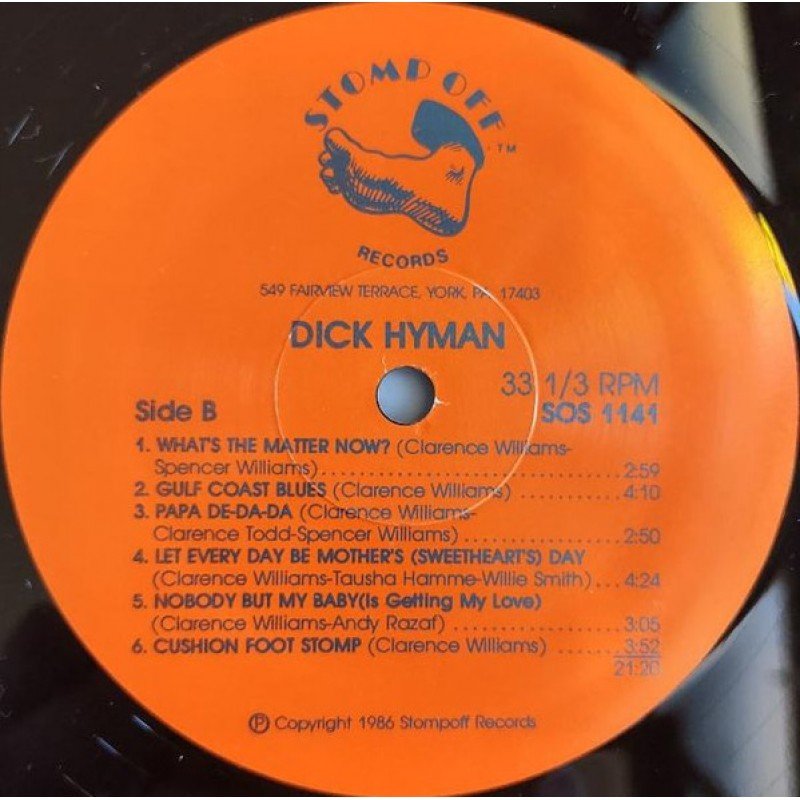 STOMP OFF
TM
RECORDS
549 FAIRVIEW TERRACE, YORK, PA 17403
DICK HYMAN
33 1/3 RPM
Side B
SOS 1141
1. WHAT'S THE MATTER NOW? (Clarence Williams-
Spencer Williams)........................................2:59
2. GULF COAST BLUES (Clarence Williams) ................4:10
3. PAPA DE-DA-DA (Clarence Williams-
Clarence Todd-Spencer Williams) ....................2:50
4. LET EVERY DAY BE MOTHER'S (SWEETHEART'S) DAY
(Clarence Williams-Tausha Hamme-Willie Smith)....4:24
5. NOBODY BUT MY BABY(Is Getting My Love)
(Clarence Williams-Andy Razaf) ......................3:05
6. CUSHION FOOT STOMP (Clarence Williams) ..........3:52
21:20
Ⓟ Copyright 1986 Stompoff Records